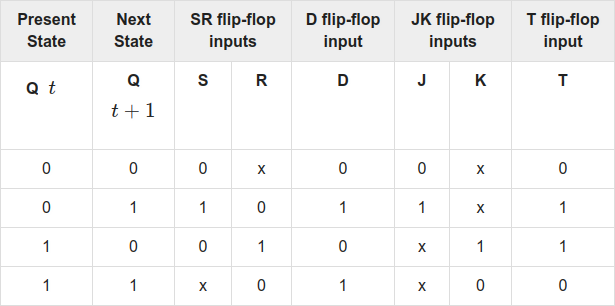 Present State Next State SR flip-flop inputs D flip-flop input JK flip-flop inputs T flip-flop input
Q t Q t + 1 S R D J K T
0 0 0 x 0 0 x 0
0 1 1 0 1 1 x 1
1 0 0 1 0 x 1 1
1 1 x 0 1 x 0 0